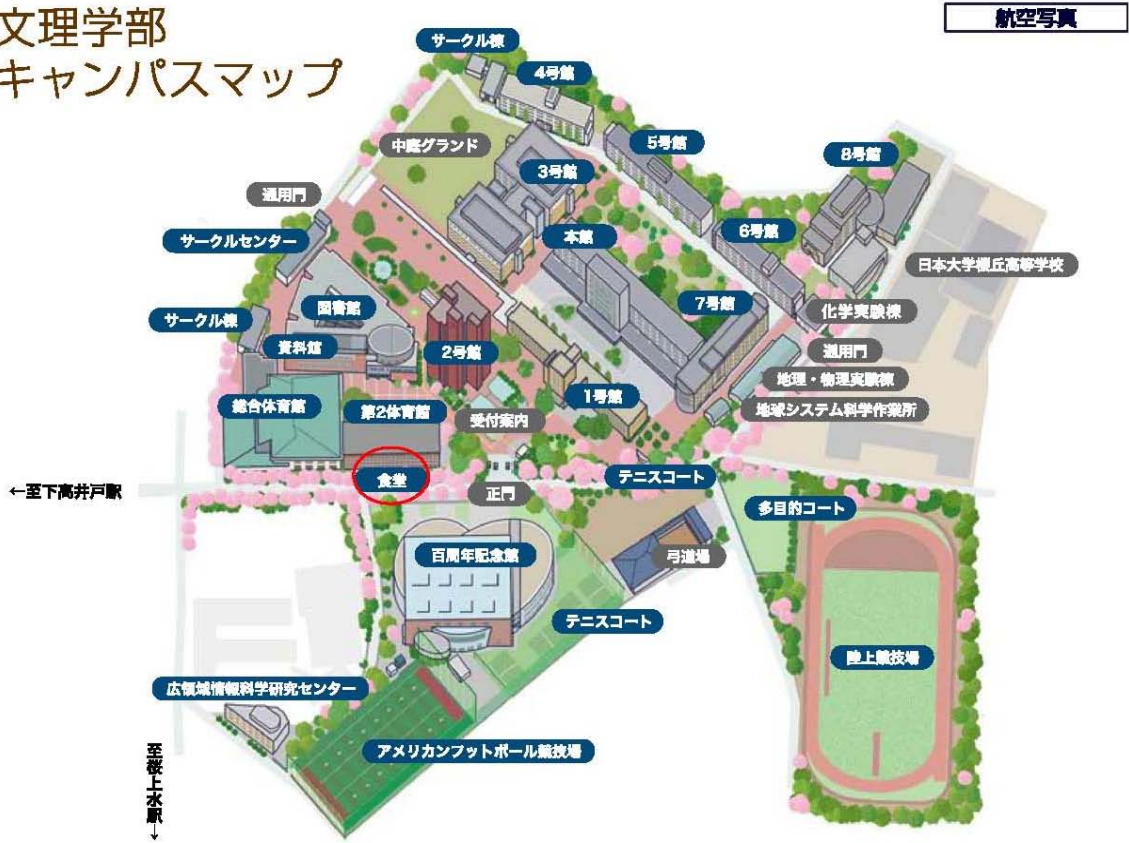 文理学部
キャンパスマップ
航空写真
サークル棟
4号館
中庭グランド
5号館
8号館
3号館
通用門
本館
6号館
サークルセンター
日本大学櫻丘高等学校
図書館
7号館
化学実験棟
サークル棟
資料館
2号館
通用門
地理・物理実験棟
総合体育館
第2体育館
受付案内
1号館
地球システム科学作業所
食堂
テニスコート
←至下高井戸駅
正門
多目的コート
百周年記念館
弓道場
テニスコート
陸上競技場
広領域情報科学研究センター
アメリカンフットボール競技場
至桜上水駅→